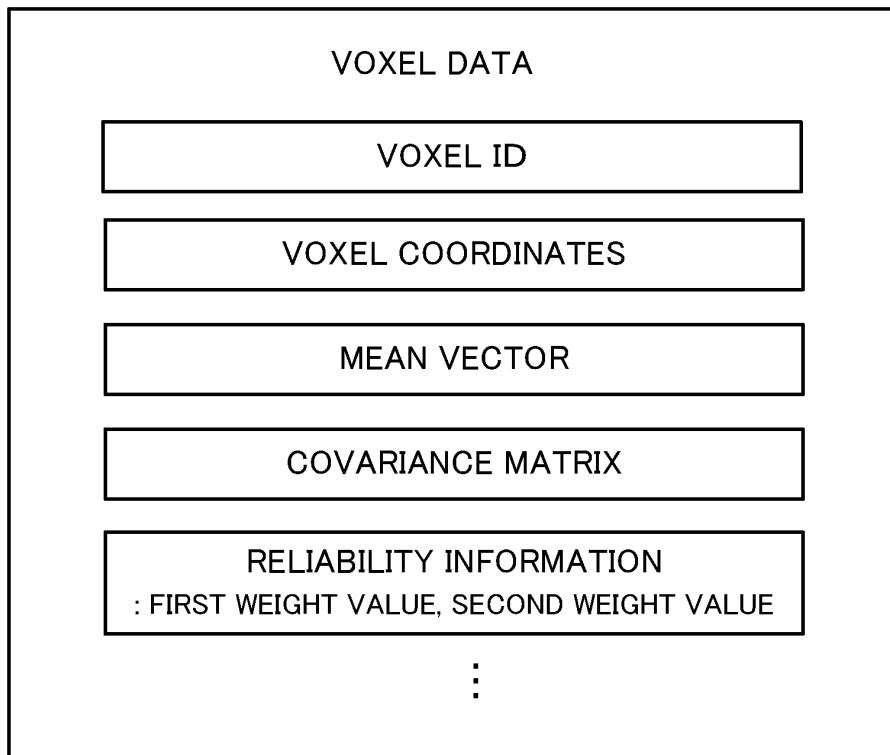 VOXEL DATA
VOXEL ID
VOXEL COORDINATES
MEAN VECTOR
COVARIANCE MATRIX
RELIABILITY INFORMATION
: FIRST WEIGHT VALUE, SECOND WEIGHT VALUE
⋮